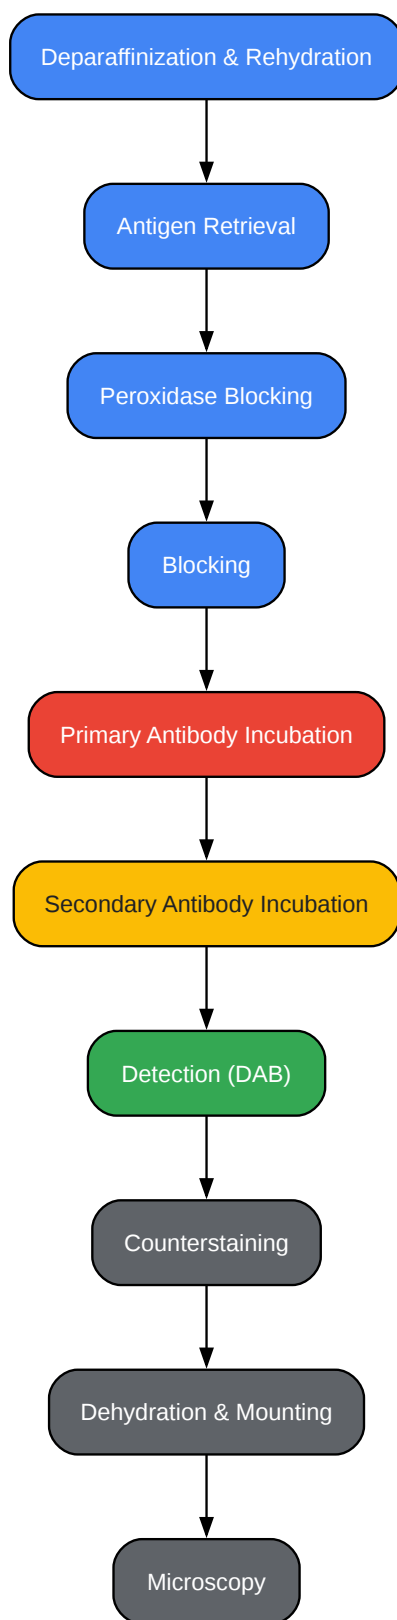 Deparaffinization & Rehydration
Antigen Retrieval
Peroxidase Blocking
Blocking
Primary Antibody Incubation
Secondary Antibody Incubation
Detection (DAB)
Counterstaining
Dehydration & Mounting
Microscopy